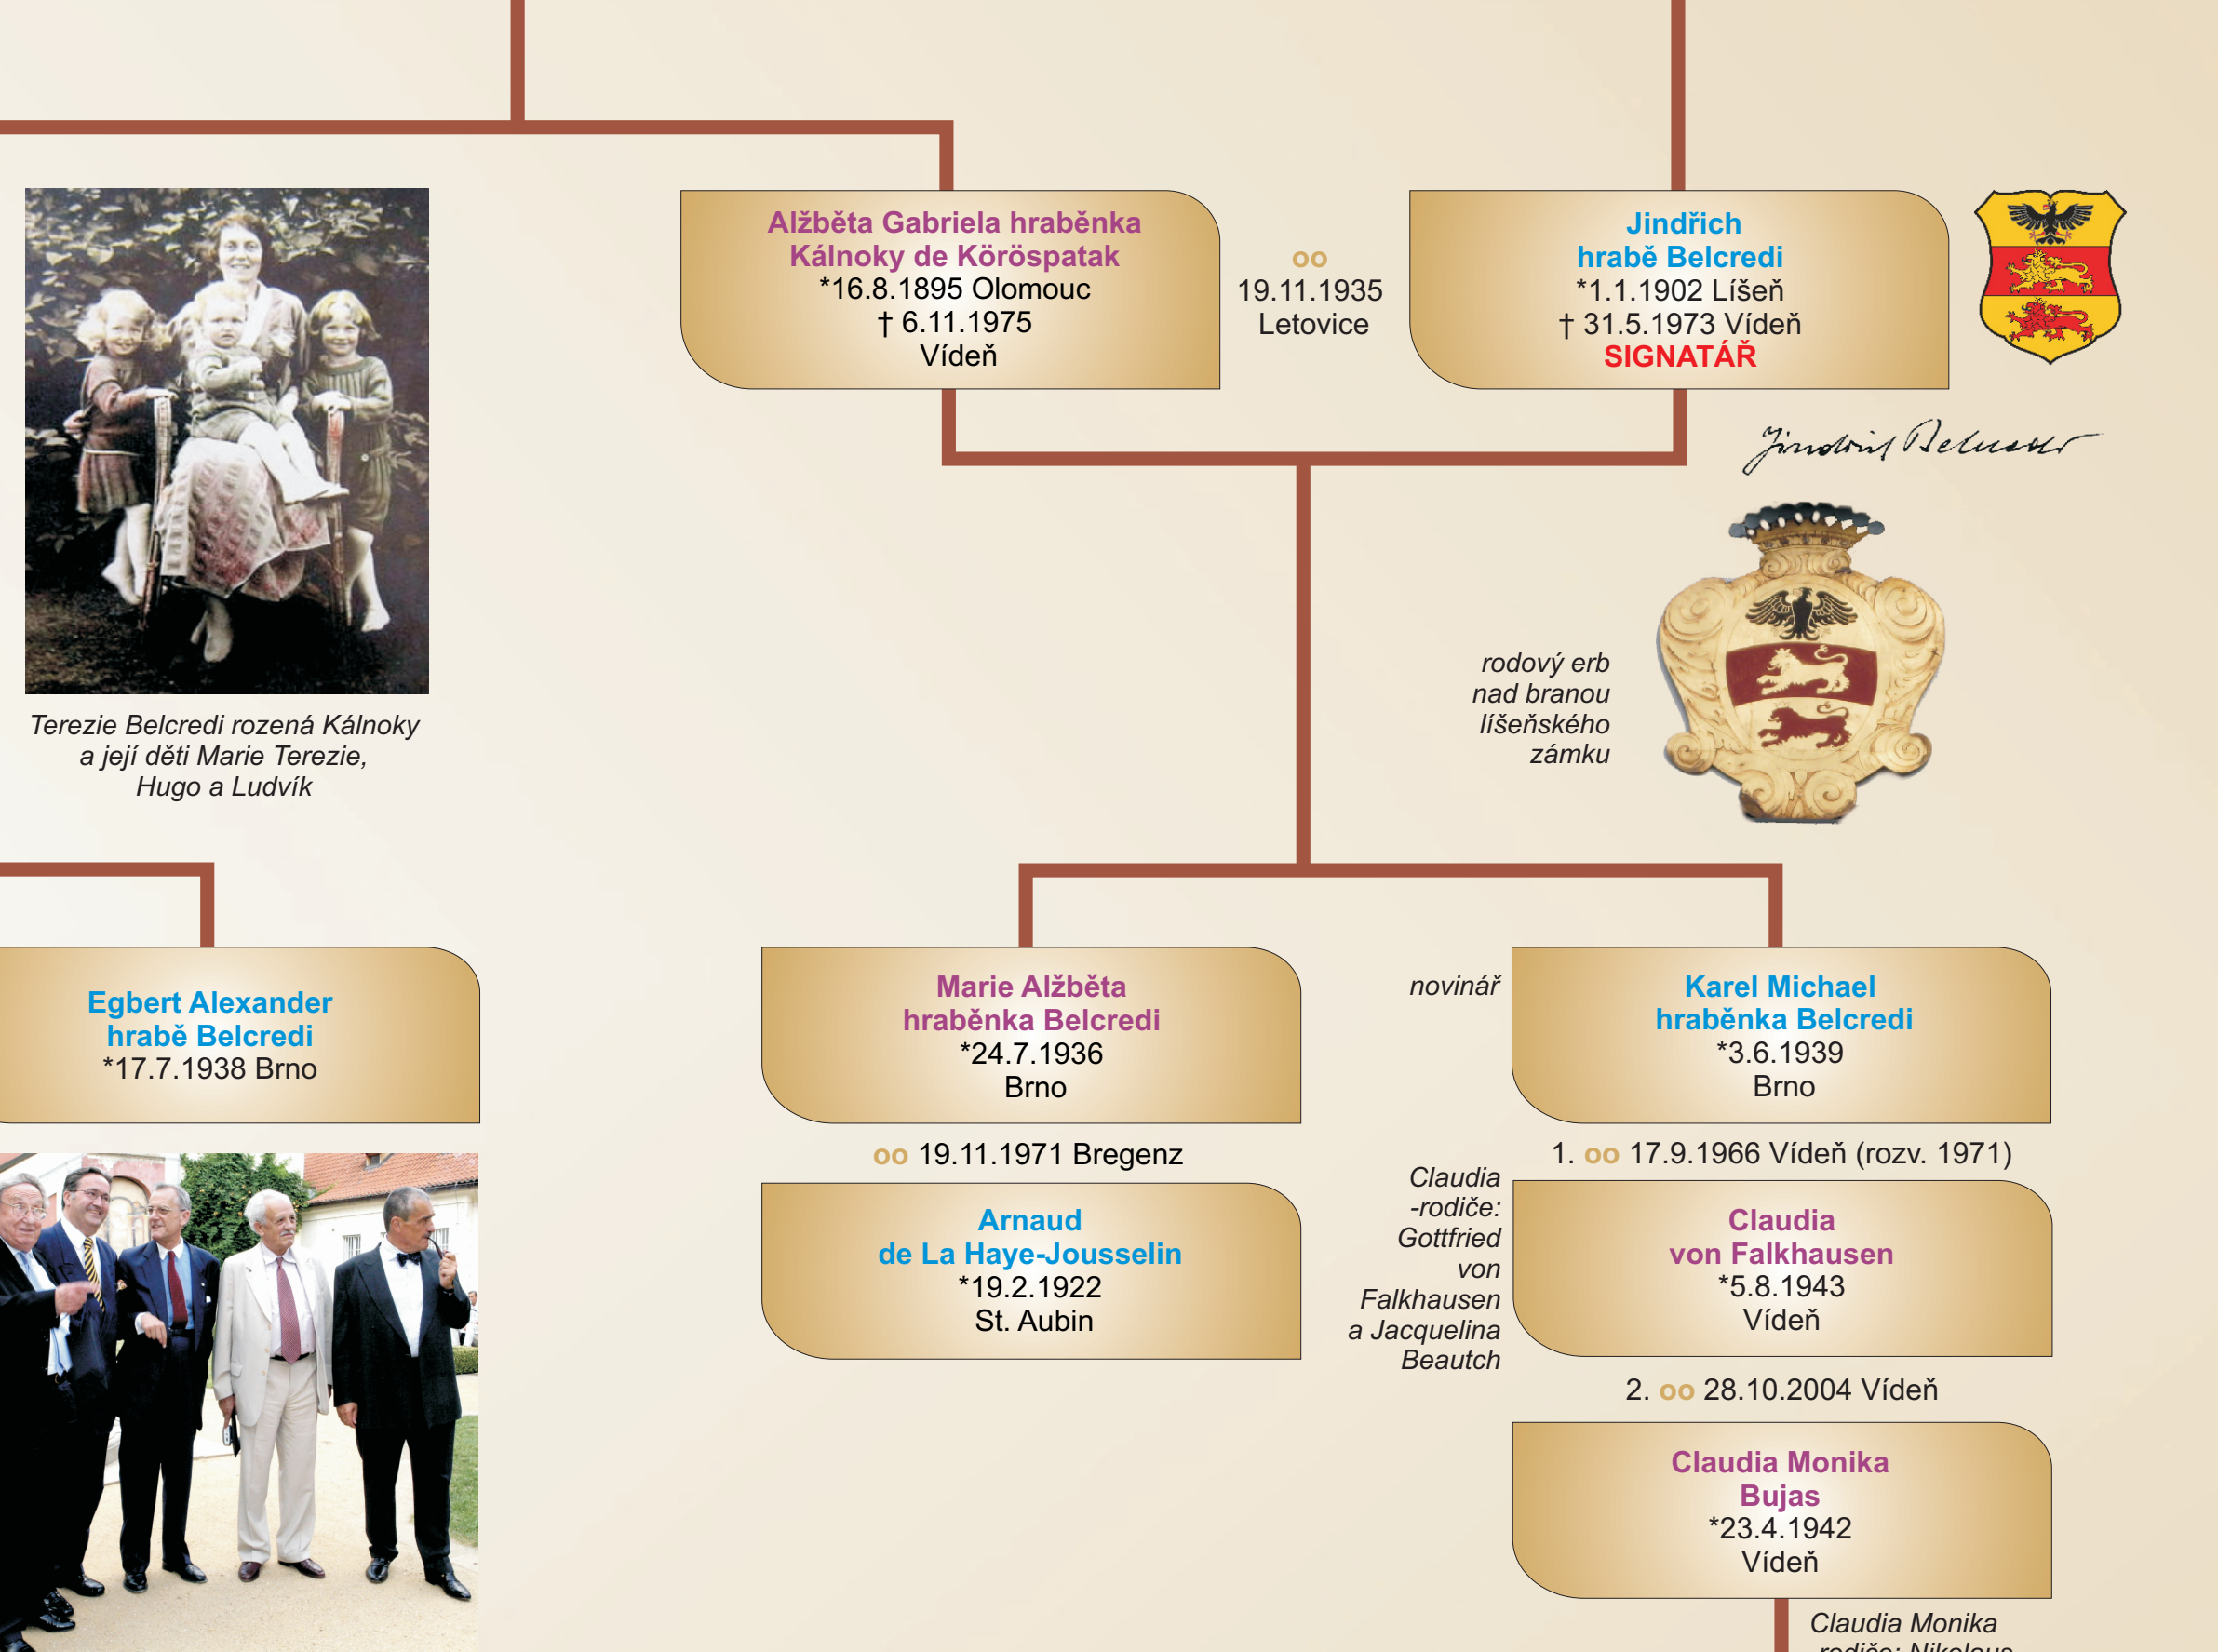 Alžběta Gabriela hraběnka
Kálnoky de Köröspatak
*16.8.1895 Olomouc
† 6.11.1975
Vídeň
oo
19.11.1935
Letovice
Jindřich
hrabě Belcredi
*1.1.1902 Líšeň
† 31.5.1973 Vídeň
SIGNATÁŘ
Jindřich Belcredi
rodový erb
nad branou
líšeňského
zámku
Terezie Belcredi rozená Kálnoky
a její děti Marie Terezie,
Hugo a Ludvík
Egbert Alexander
hrabě Belcredi
*17.7.1938 Brno
Marie Alžběta
hraběnka Belcredi
*24.7.1936
Brno
oo 19.11.1971 Bregenz
Arnaud
de La Haye-Jousselin
*19.2.1922
St. Aubin
novinář
Karel Michael
hraběnka Belcredi
*3.6.1939
Brno
1. oo 17.9.1966 Vídeň (rozv. 1971)
Claudia
-rodiče:
Gottfried
von
Falkhausen
a Jacquelina
Beautch
Claudia
von Falkhausen
*5.8.1943
Vídeň
2. oo 28.10.2004 Vídeň
Claudia Monika
Bujas
*23.4.1942
Vídeň
Claudia Monika
-rodiče: Nikolaus